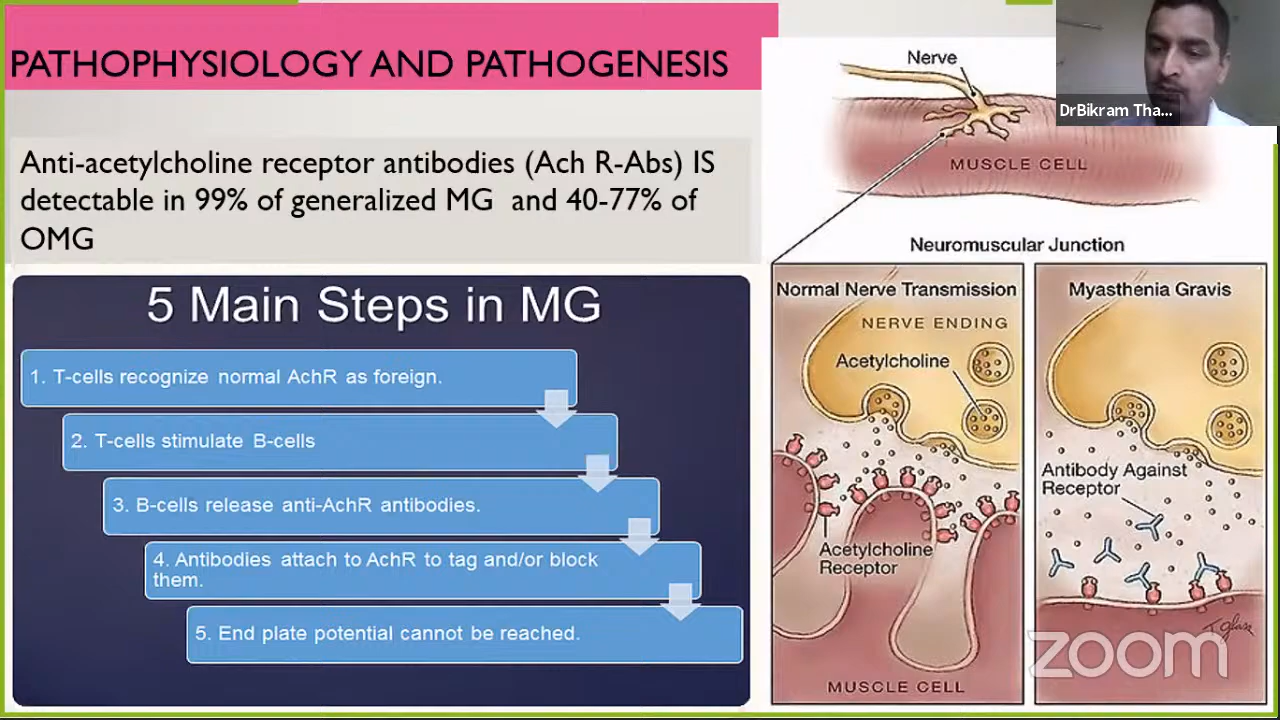 PATHOPHYSIOLOGY AND PATHOGENESIS
Anti-acetylcholine receptor antibodies (Ach R-Abs) IS
detectable in 99% of generalized MG and 40-77% of
OMG
5 Main Steps in MG
1. T-cells recognize normal AchR as foreign.
2. T-cells stimulate B-cells
3. B-cells release anti-AchR antibodies.
4. Antibodies attach to AchR to tag and/or block
them.
5. End plate potential cannot be reached.
Nerve
MUSCLE CELL
Neuromuscular Junction
Normal Nerve Transmission
NERVE ENDING
Acetylcholine
Acetylcholine
Receptor
MUSCLE CELL
Myasthenia Gravis
Antibody Against
Receptor
DrBikram Tha...
zoom